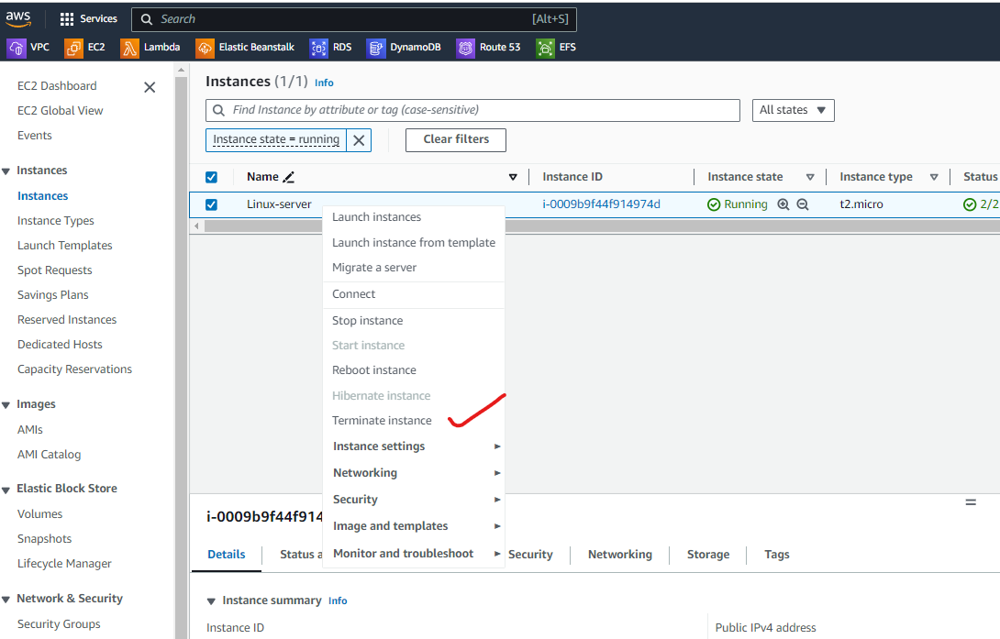 aws Services Search [Alt+S]
VPC EC2 Lambda Elastic Beanstalk RDS DynamoDB Route 53 EFS
EC2 Dashboard
EC2 Global View
Events
Instances
Instances
Instance Types
Launch Templates
Spot Requests
Savings Plans
Reserved Instances
Dedicated Hosts
Capacity Reservations
Images
AMIs
AMI Catalog
Elastic Block Store
Volumes
Snapshots
Lifecycle Manager
Network & Security
Security Groups
Instances (1/1) Info
Find Instance by attribute or tag (case-sensitive) All states
Instance state = running Clear filters
Name Instance ID Instance state Instance type Status
Linux-server i-0009b9f44f914974d Running t2.micro 2/2
Launch instances
Launch instance from template
Migrate a server
Connect
Stop instance
Start instance
Reboot instance
Hibernate instance
Terminate instance
Instance settings
Networking
Security
Image and templates
Monitor and troubleshoot
i-0009b9f44f914
Details Status a Security Networking Storage Tags
Instance summary Info
Instance ID Public IPv4 address